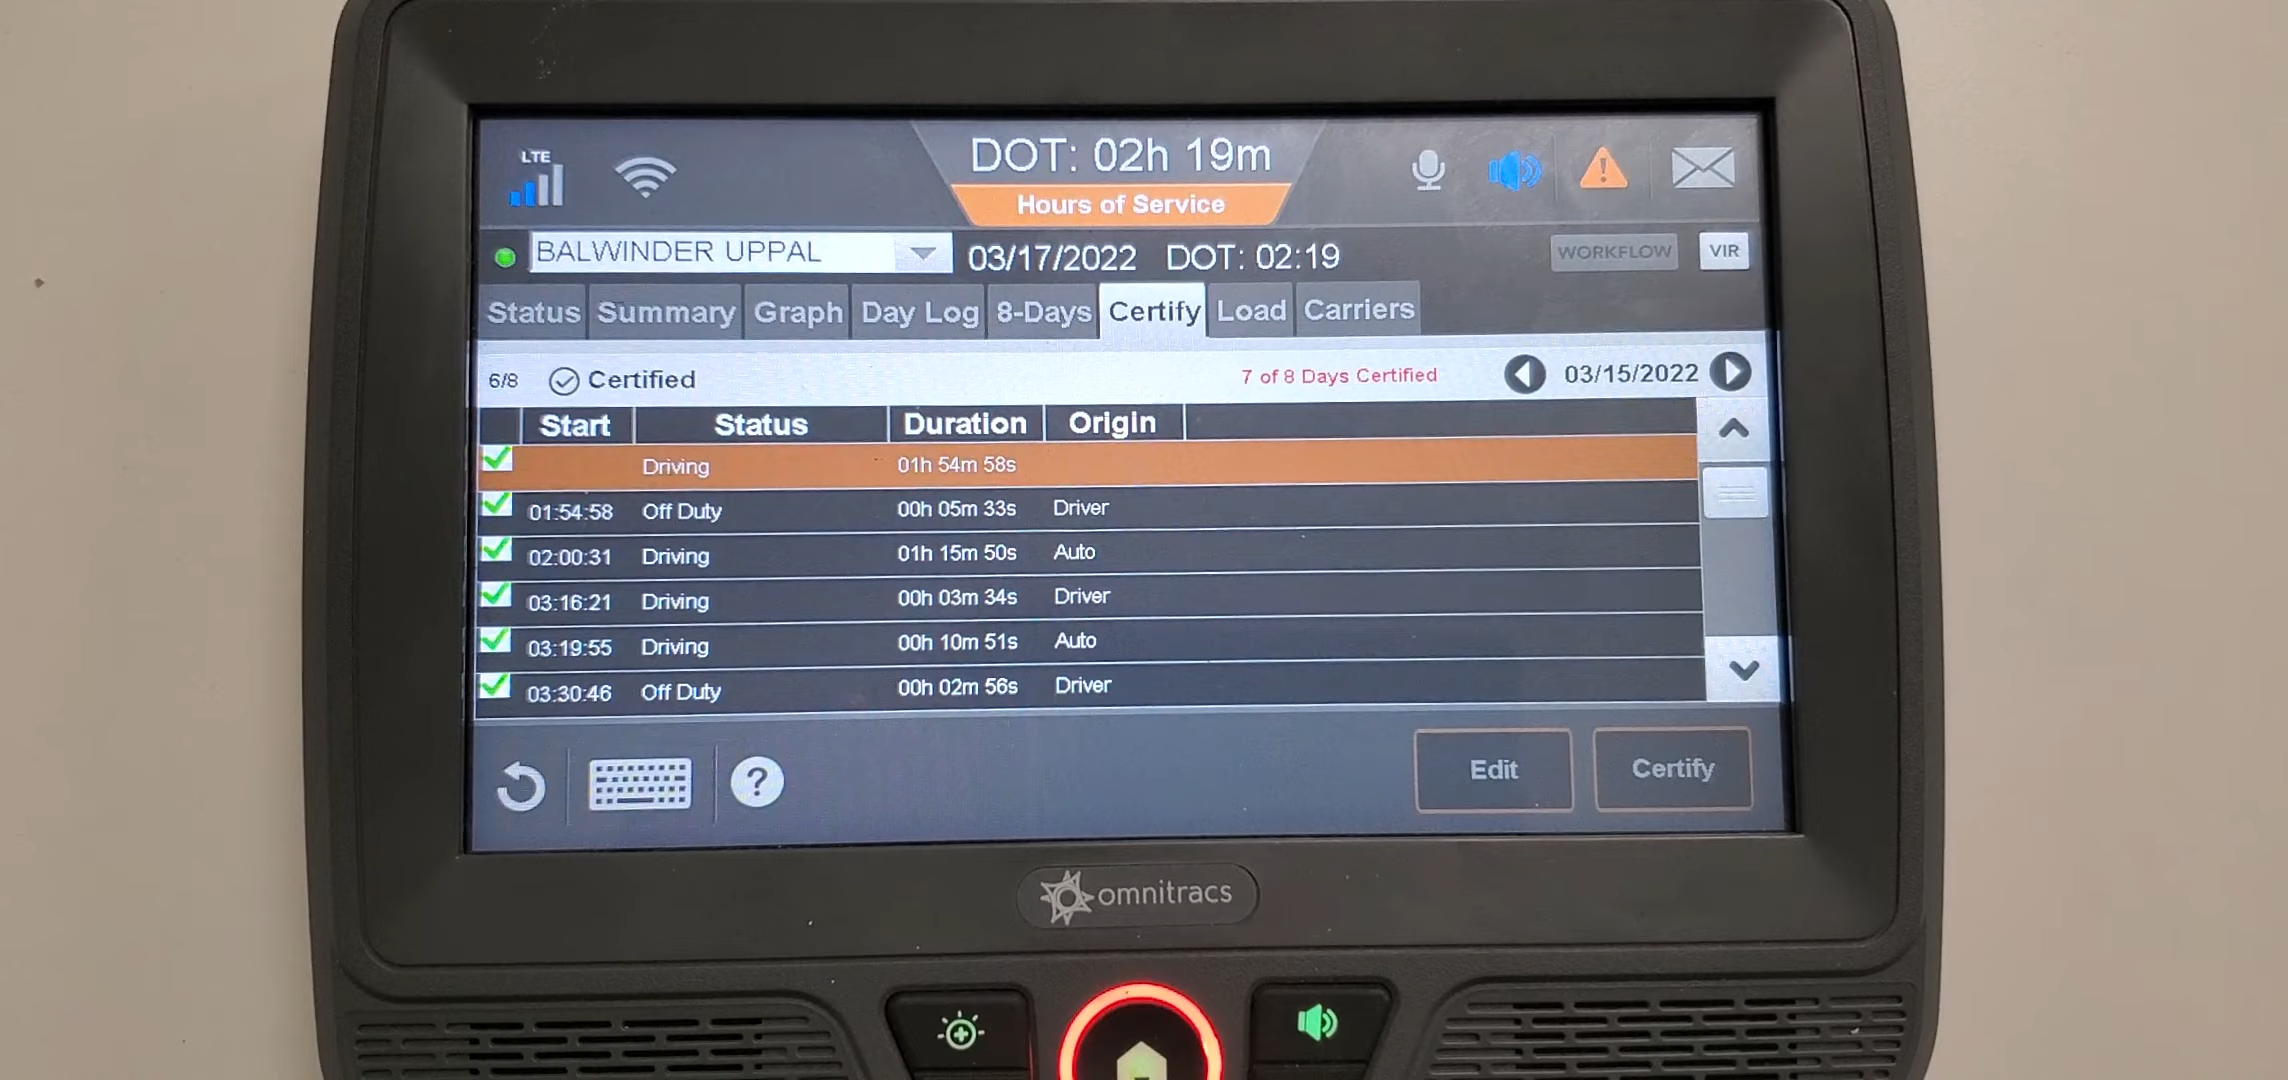 LTE
DOT: 02h 19m
Hours of Service
BALWINDER UPPAL 03/17/2022 DOT: 02:19 WORKFLOW VIR
Status Summary Graph Day Log 8-Days Certify Load Carriers
6/8 Certified 7 of 8 Days Certified 03/15/2022
Start Status Duration Origin
Driving 01h 54m 58s
01:54:58 Off Duty 00h 05m 33s Driver
02:00:31 Driving 01h 15m 50s Auto
03:16:21 Driving 00h 03m 34s Driver
03:19:55 Driving 00h 10m 51s Auto
03:30:46 Off Duty 00h 02m 56s Driver
? Edit Certify
omnitracs